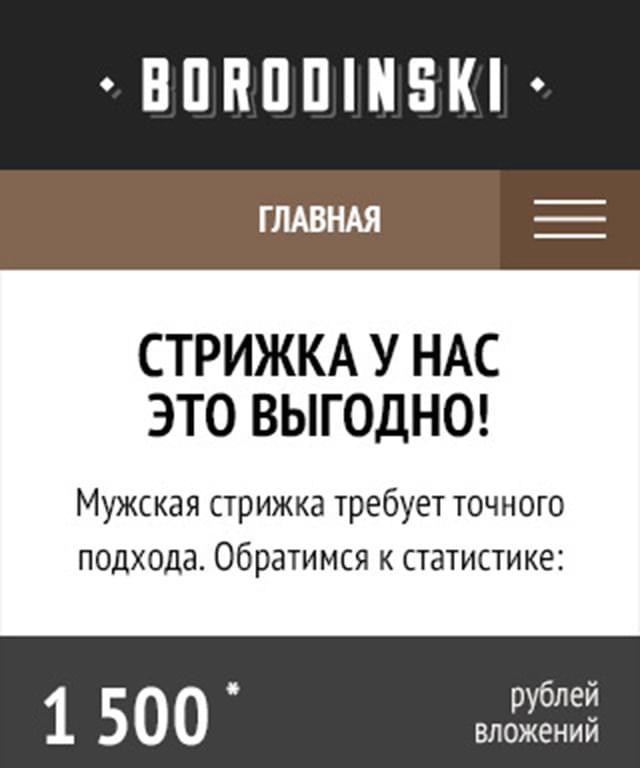 BORODINSKI
ГЛАВНАЯ
СТРИЖКА У НАС
ЭТО ВЫГОДНО!
Мужская стрижка требует точного
подхода. Обратимся к статистике:
1 500 *
рублей
вложений